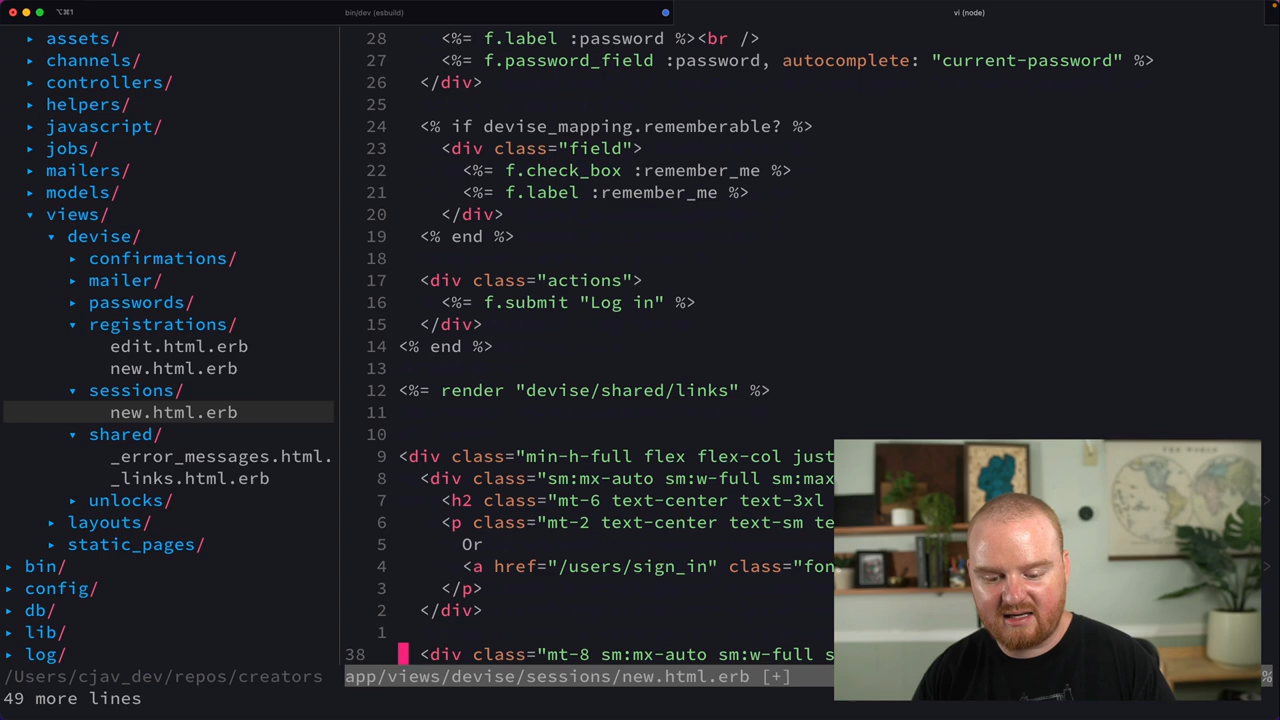 ⌥⌘1
bin/dev (esbuild)
vi (node)
▸ assets/
▸ channels/
▸ controllers/
▸ helpers/
▸ javascript/
▸ jobs/
▸ mailers/
▸ models/
▾ views/
▾ devise/
▸ confirmations/
▸ mailer/
▸ passwords/
▾ registrations/
edit.html.erb
new.html.erb
▾ sessions/
new.html.erb
▾ shared/
_error_messages.html.
_links.html.erb
▸ unlocks/
▸ layouts/
▸ static_pages/
▸ bin/
▸ config/
▸ db/
▸ lib/
▸ log/
/Users/cjav_dev/repos/creators
49 more lines
28 <%= f.label :password %><br />
27 <%= f.password_field :password, autocomplete: "current-password" %>
26 </div>
25
24 <% if devise_mapping.rememberable? %>
23 <div class="field">
22 <%= f.check_box :remember_me %>
21 <%= f.label :remember_me %>
20 </div>
19 <% end %>
18
17 <div class="actions">
16 <%= f.submit "Log in" %>
15 </div>
14 <% end %>
13
12 <%= render "devise/shared/links" %>
11
10
9 <div class="min-h-full flex flex-col just
8 <div class="sm:mx-auto sm:w-full sm:max
7 <h2 class="mt-6 text-center text-3xl
6 <p class="mt-2 text-center text-sm te
5 Or
4 <a href="/users/sign_in" class="fon
3 </p>
2 </div>
1
38 <div class="mt-8 sm:mx-auto sm:w-full s
app/views/devise/sessions/new.html.erb [+]
%